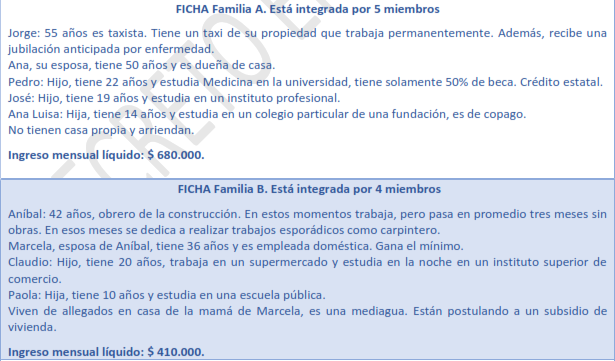 FICHA Familia A. Está integrada por 5 miembros
Jorge: 55 años es taxista. Tiene un taxi de su propiedad que trabaja permanentemente. Además, recibe una
jubilación anticipada por enfermedad.
Ana, su esposa, tiene 50 años y es dueña de casa.
Pedro: Hijo, tiene 22 años y estudia Medicina en la universidad, tiene solamente 50% de beca. Crédito estatal.
José: Hijo, tiene 19 años y estudia en un instituto profesional.
Ana Luisa: Hija, tiene 14 años y estudia en un colegio particular de una fundación, es de copago.
No tienen casa propia y arriendan.
Ingreso mensual líquido: $ 680.000.
FICHA Familia B. Está integrada por 4 miembros
Aníbal: 42 años, obrero de la construcción. En estos momentos trabaja, pero pasa en promedio tres meses sin
obras. En esos meses se dedica a realizar trabajos esporádicos como carpintero.
Marcela, esposa de Aníbal, tiene 36 años y es empleada doméstica. Gana el mínimo.
Claudio: Hijo, tiene 20 años, trabaja en un supermercado y estudia en la noche en un instituto superior de
comercio.
Paola: Hija, tiene 10 años y estudia en una escuela pública.
Viven de allegados en casa de la mamá de Marcela, es una mediagua. Están postulando a un subsidio de
vivienda.
Ingreso mensual líquido: $ 410.000.